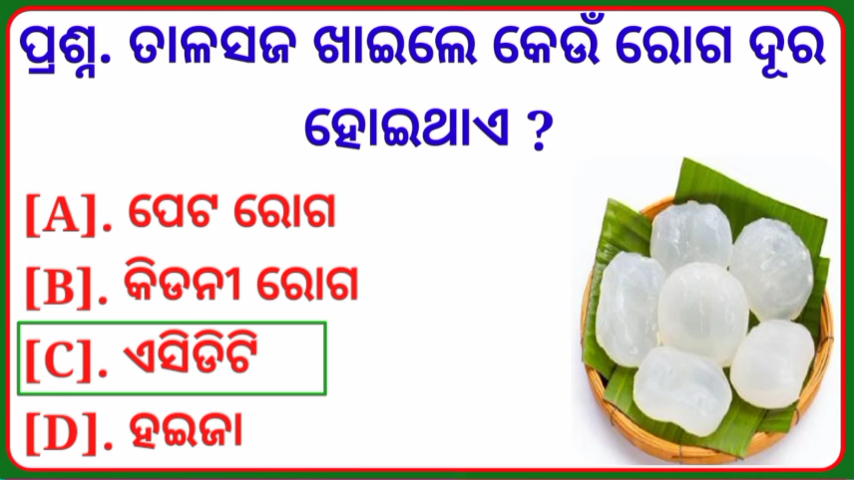 ପ୍ରଶ୍ନ. ତାଳସଜ ଖାଇଲେ କେଉଁ ରୋଗ ଦୂର
ହୋଇଥାଏ ?
[A]. ପେଟ ରୋଗ
[B]. କିଡନୀ ରୋଗ
[C]. ଏସିଡିଟି
[D]. ହଇଜା